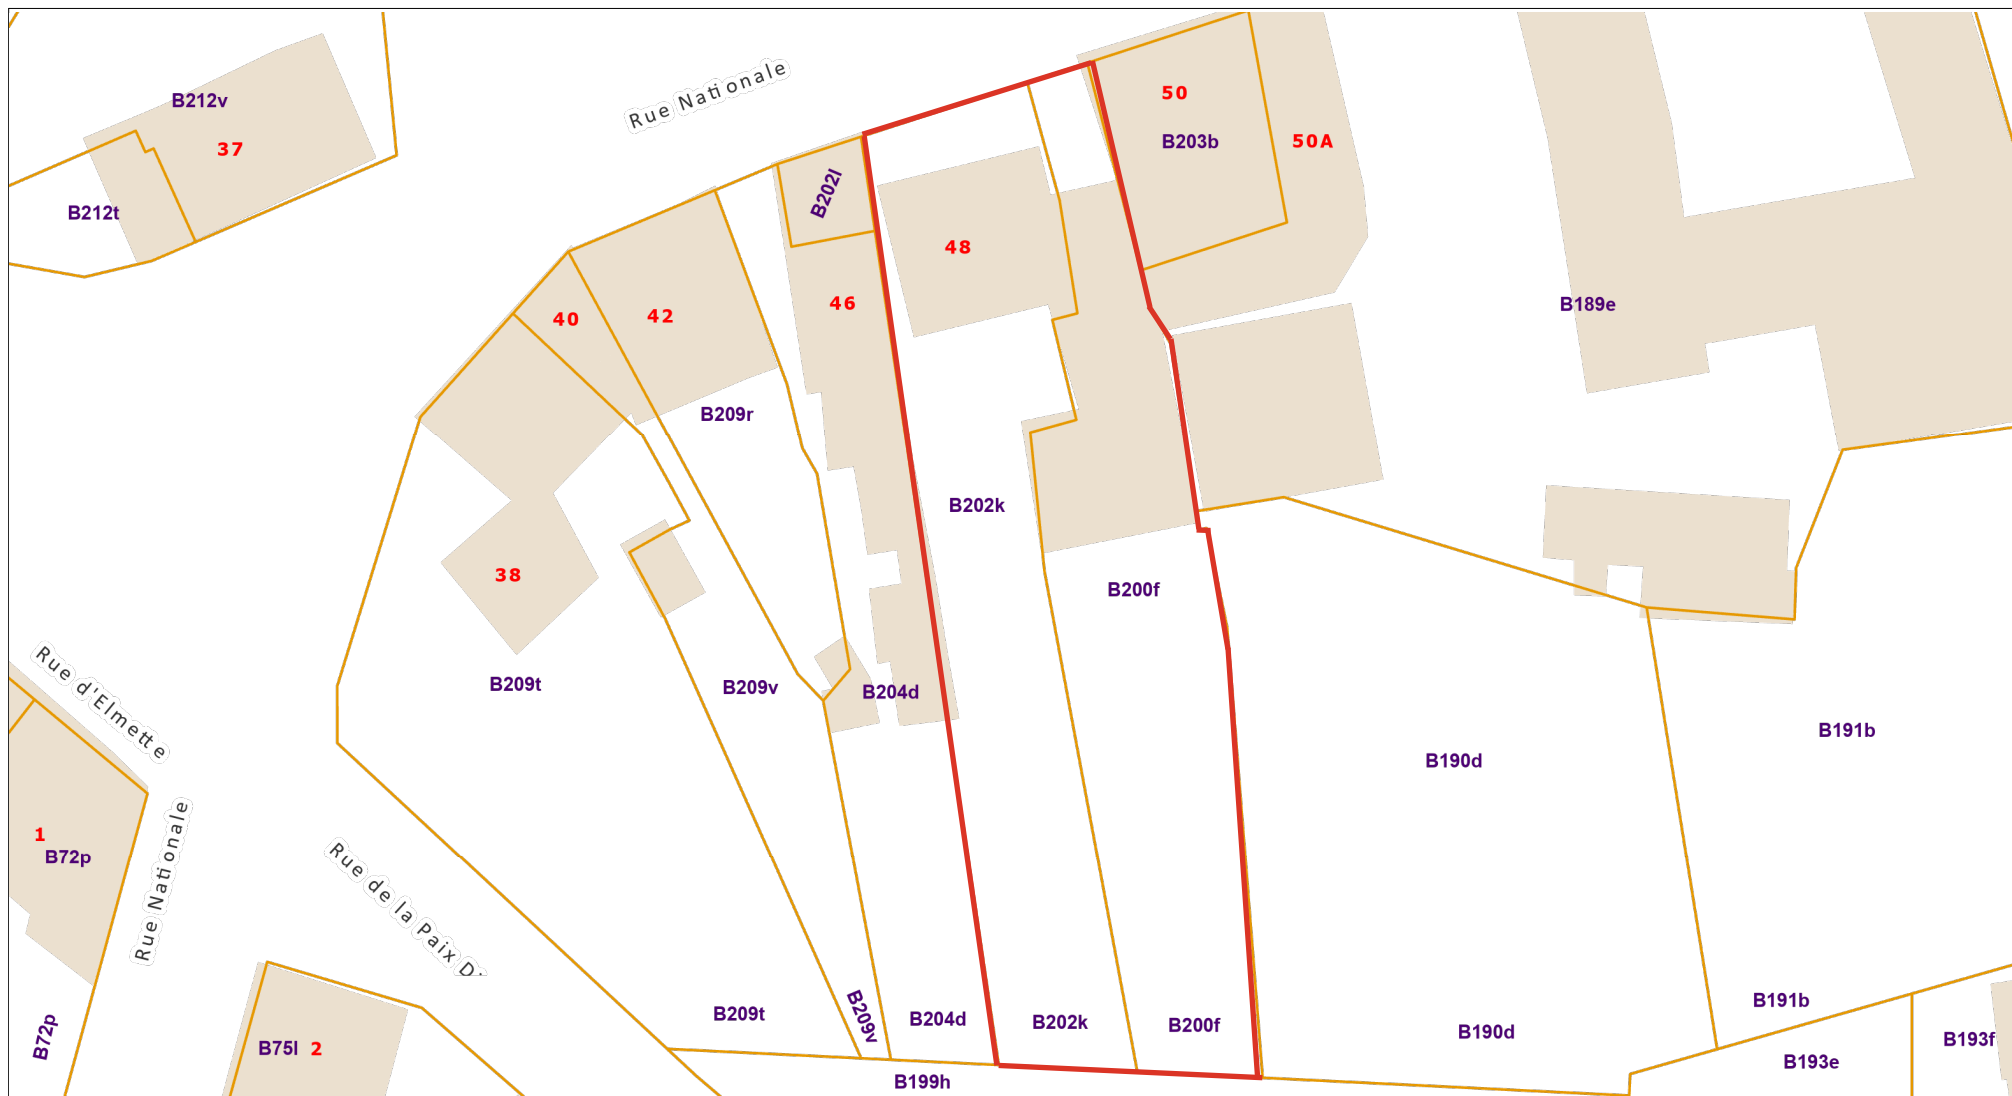 Rue Nationale
50
B212v
37
B203b
50A
B202l
B212t
48
46
B189e
40
42
B209r
B202k
38
B200f
Rue d'Elmette
B209t
B209v
B204d
B191b
B190d
1
B72p
Rue Nationale
Rue de la Paix
B191b
B209t
B209v
B204d
B202k
B200f
B190d
B72p
B75l
2
B193f
B193e
B199h